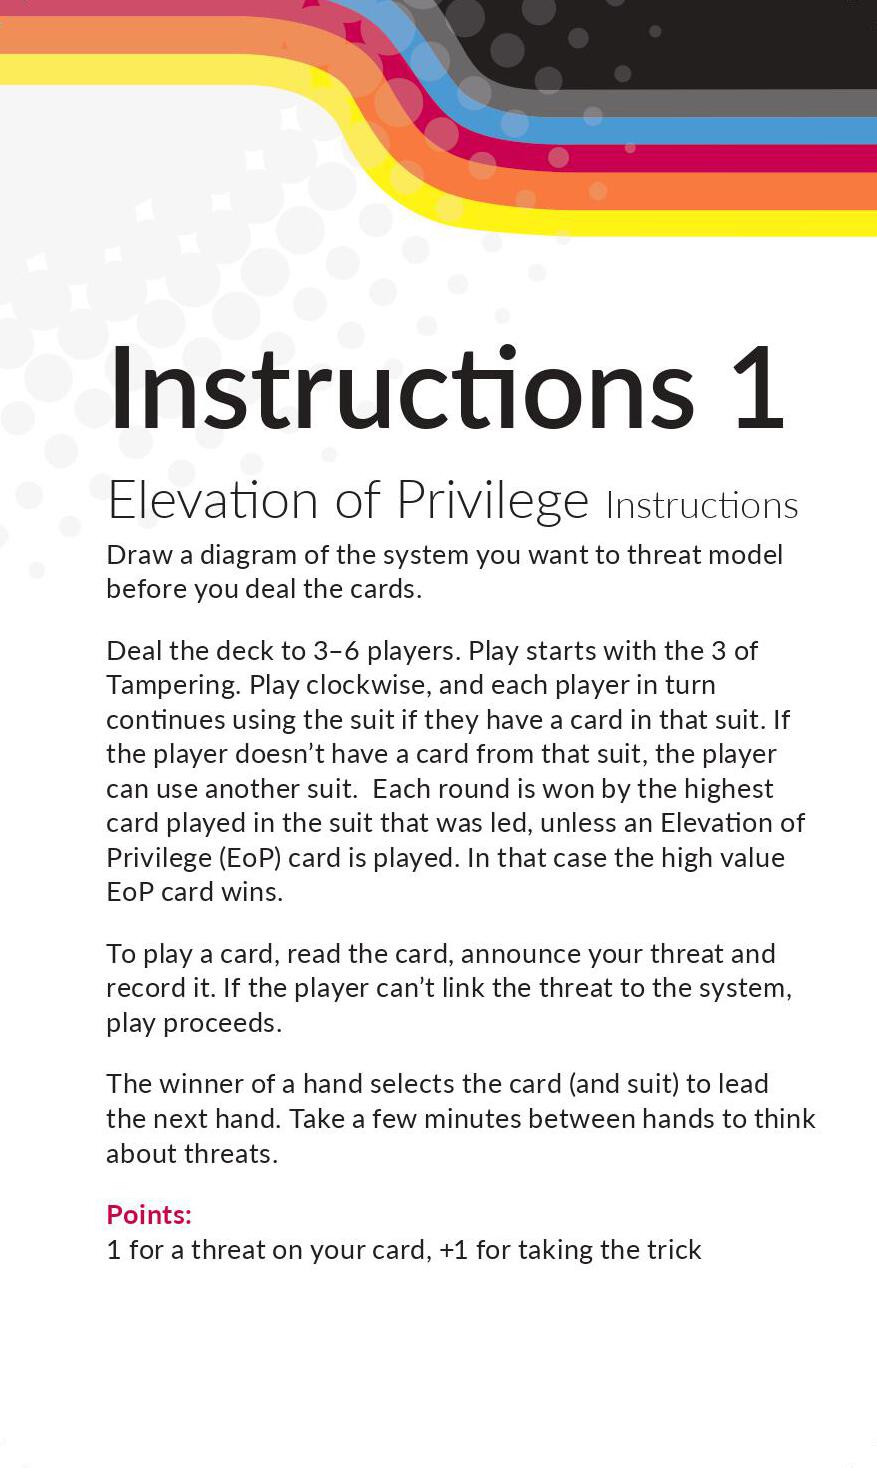 Instructions 1
Elevation of Privilege Instructions
Draw a diagram of the system you want to threat model
before you deal the cards.
Deal the deck to 3–6 players. Play starts with the 3 of
Tampering. Play clockwise, and each player in turn
continues using the suit if they have a card in that suit. If
the player doesn’t have a card from that suit, the player
can use another suit.  Each round is won by the highest
card played in the suit that was led, unless an Elevation of
Privilege (EoP) card is played. In that case the high value
EoP card wins.
To play a card, read the card, announce your threat and
record it. If the player can’t link the threat to the system,
play proceeds.
The winner of a hand selects the card (and suit) to lead
the next hand. Take a few minutes between hands to think
about threats.
Points:
1 for a threat on your card, +1 for taking the trick